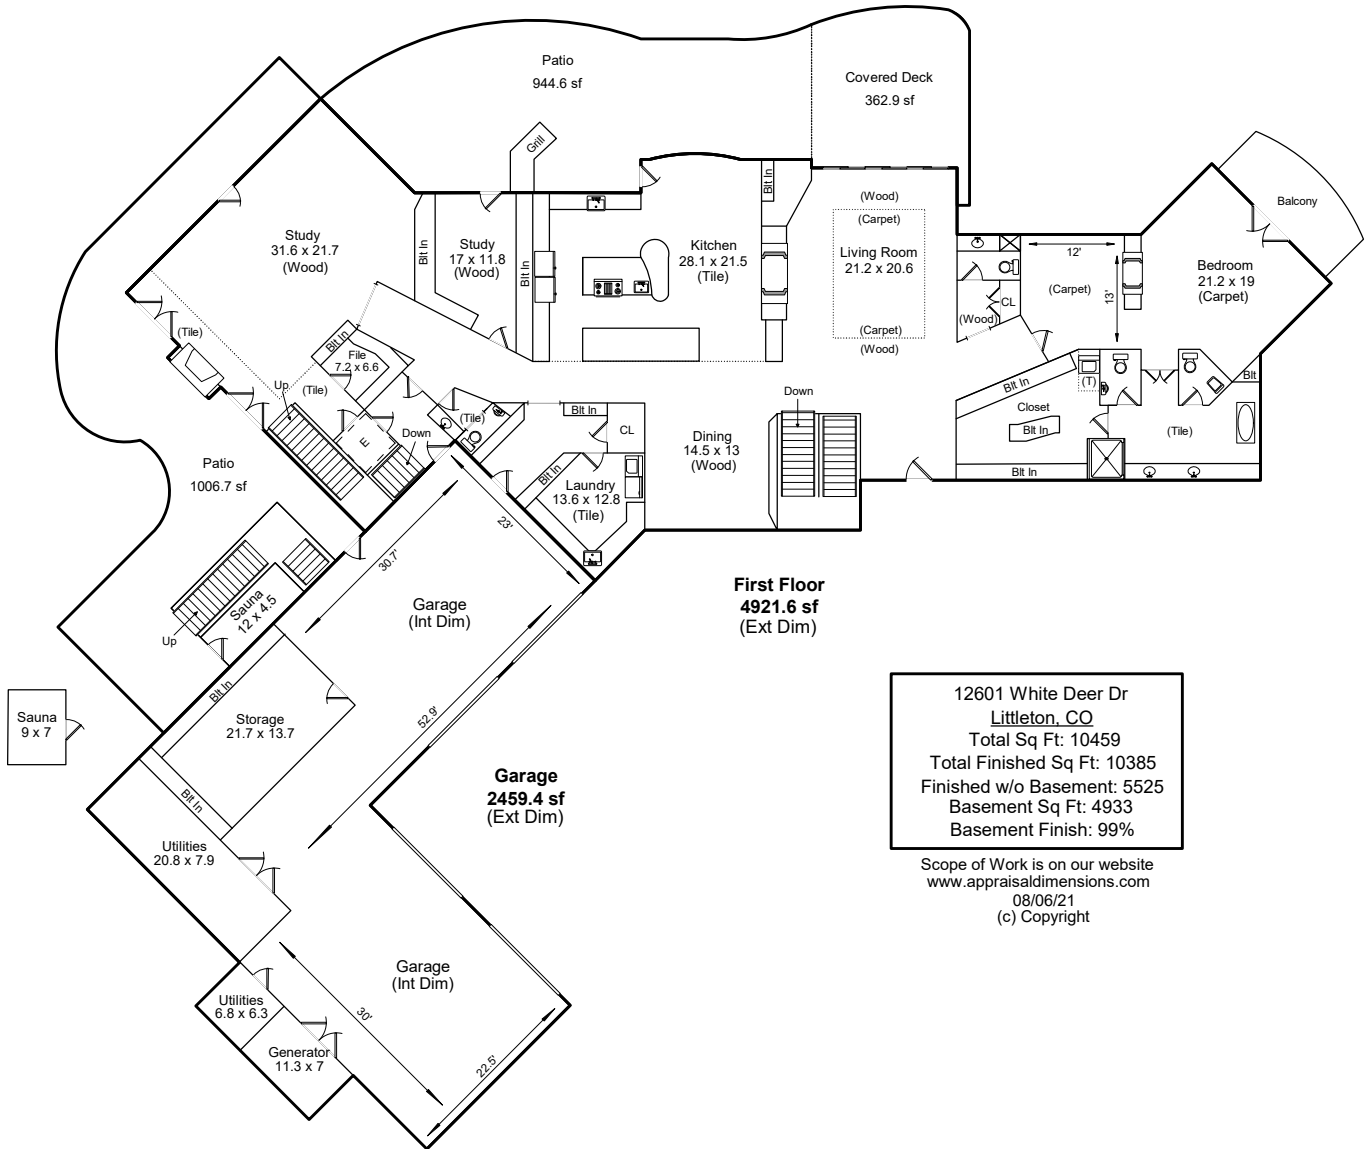 Patio
944.6 sf
Covered Deck
362.9 sf
Grill
Blt In
(Wood)
(Carpet)
Balcony
Study
31.6 x 21.7
(Wood)
Blt In
Study
17 x 11.8
(Wood)
Blt In
Kitchen
28.1 x 21.5
(Tile)
Living Room
21.2 x 20.6
12'
13'
(Carpet)
CL
(Wood)
Bedroom
21.2 x 19
(Carpet)
(Carpet)
(Wood)
(Tile)
Blt In
File
7.2 x 6.6
Up
(Tile)
E
Down
(Tile)
Blt In
CL
Down
Dining
14.5 x 13
(Wood)
Blt In
(T)
Blt
Closet
Blt In
(Tile)
Blt In
Patio
1006.7 sf
Blt In
Laundry
13.6 x 12.8
(Tile)
23'
30.7'
Garage
(Int Dim)
First Floor
4921.6 sf
(Ext Dim)
Sauna
12 x 4.5
Up
Blt In
Sauna
9 x 7
Storage
21.7 x 13.7
52.9'
Garage
2459.4 sf
(Ext Dim)
Blt In
Utilities
20.8 x 7.9
12601 White Deer Dr
Littleton, CO
Total Sq Ft: 10459
Total Finished Sq Ft: 10385
Finished w/o Basement: 5525
Basement Sq Ft: 4933
Basement Finish: 99%
Scope of Work is on our website
www.appraisaldimensions.com
08/06/21
(c) Copyright
Garage
(Int Dim)
Utilities
6.8 x 6.3
30'
Generator
11.3 x 7
22.5'